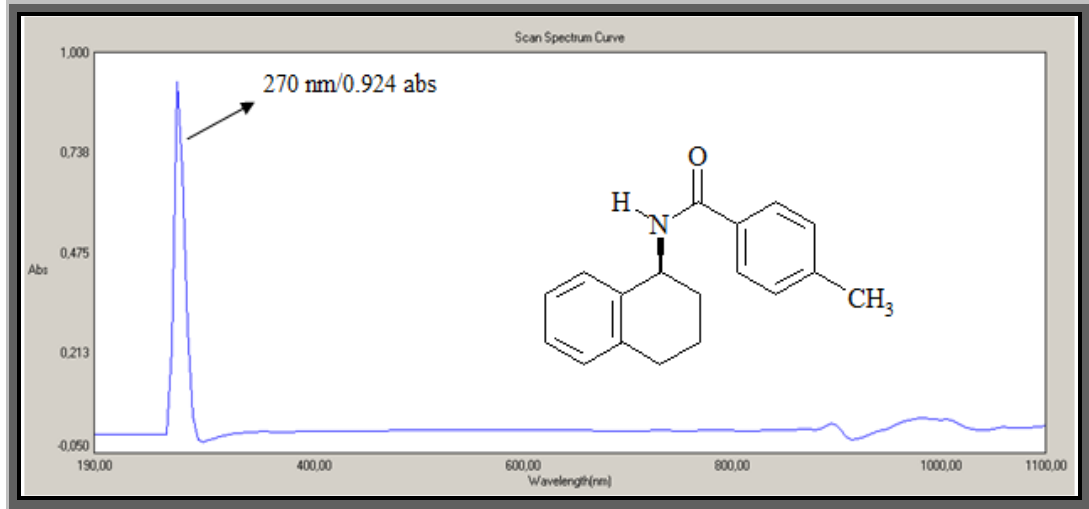 Scan Spectrum Curve
1,000
270 nm/0.924 abs
0,738
O
H
N
0,475
Abs
CH3
0,213
-0,050
190,00 400,00 600,00 800,00 1000,00 1100,00
Wavelength(nm)